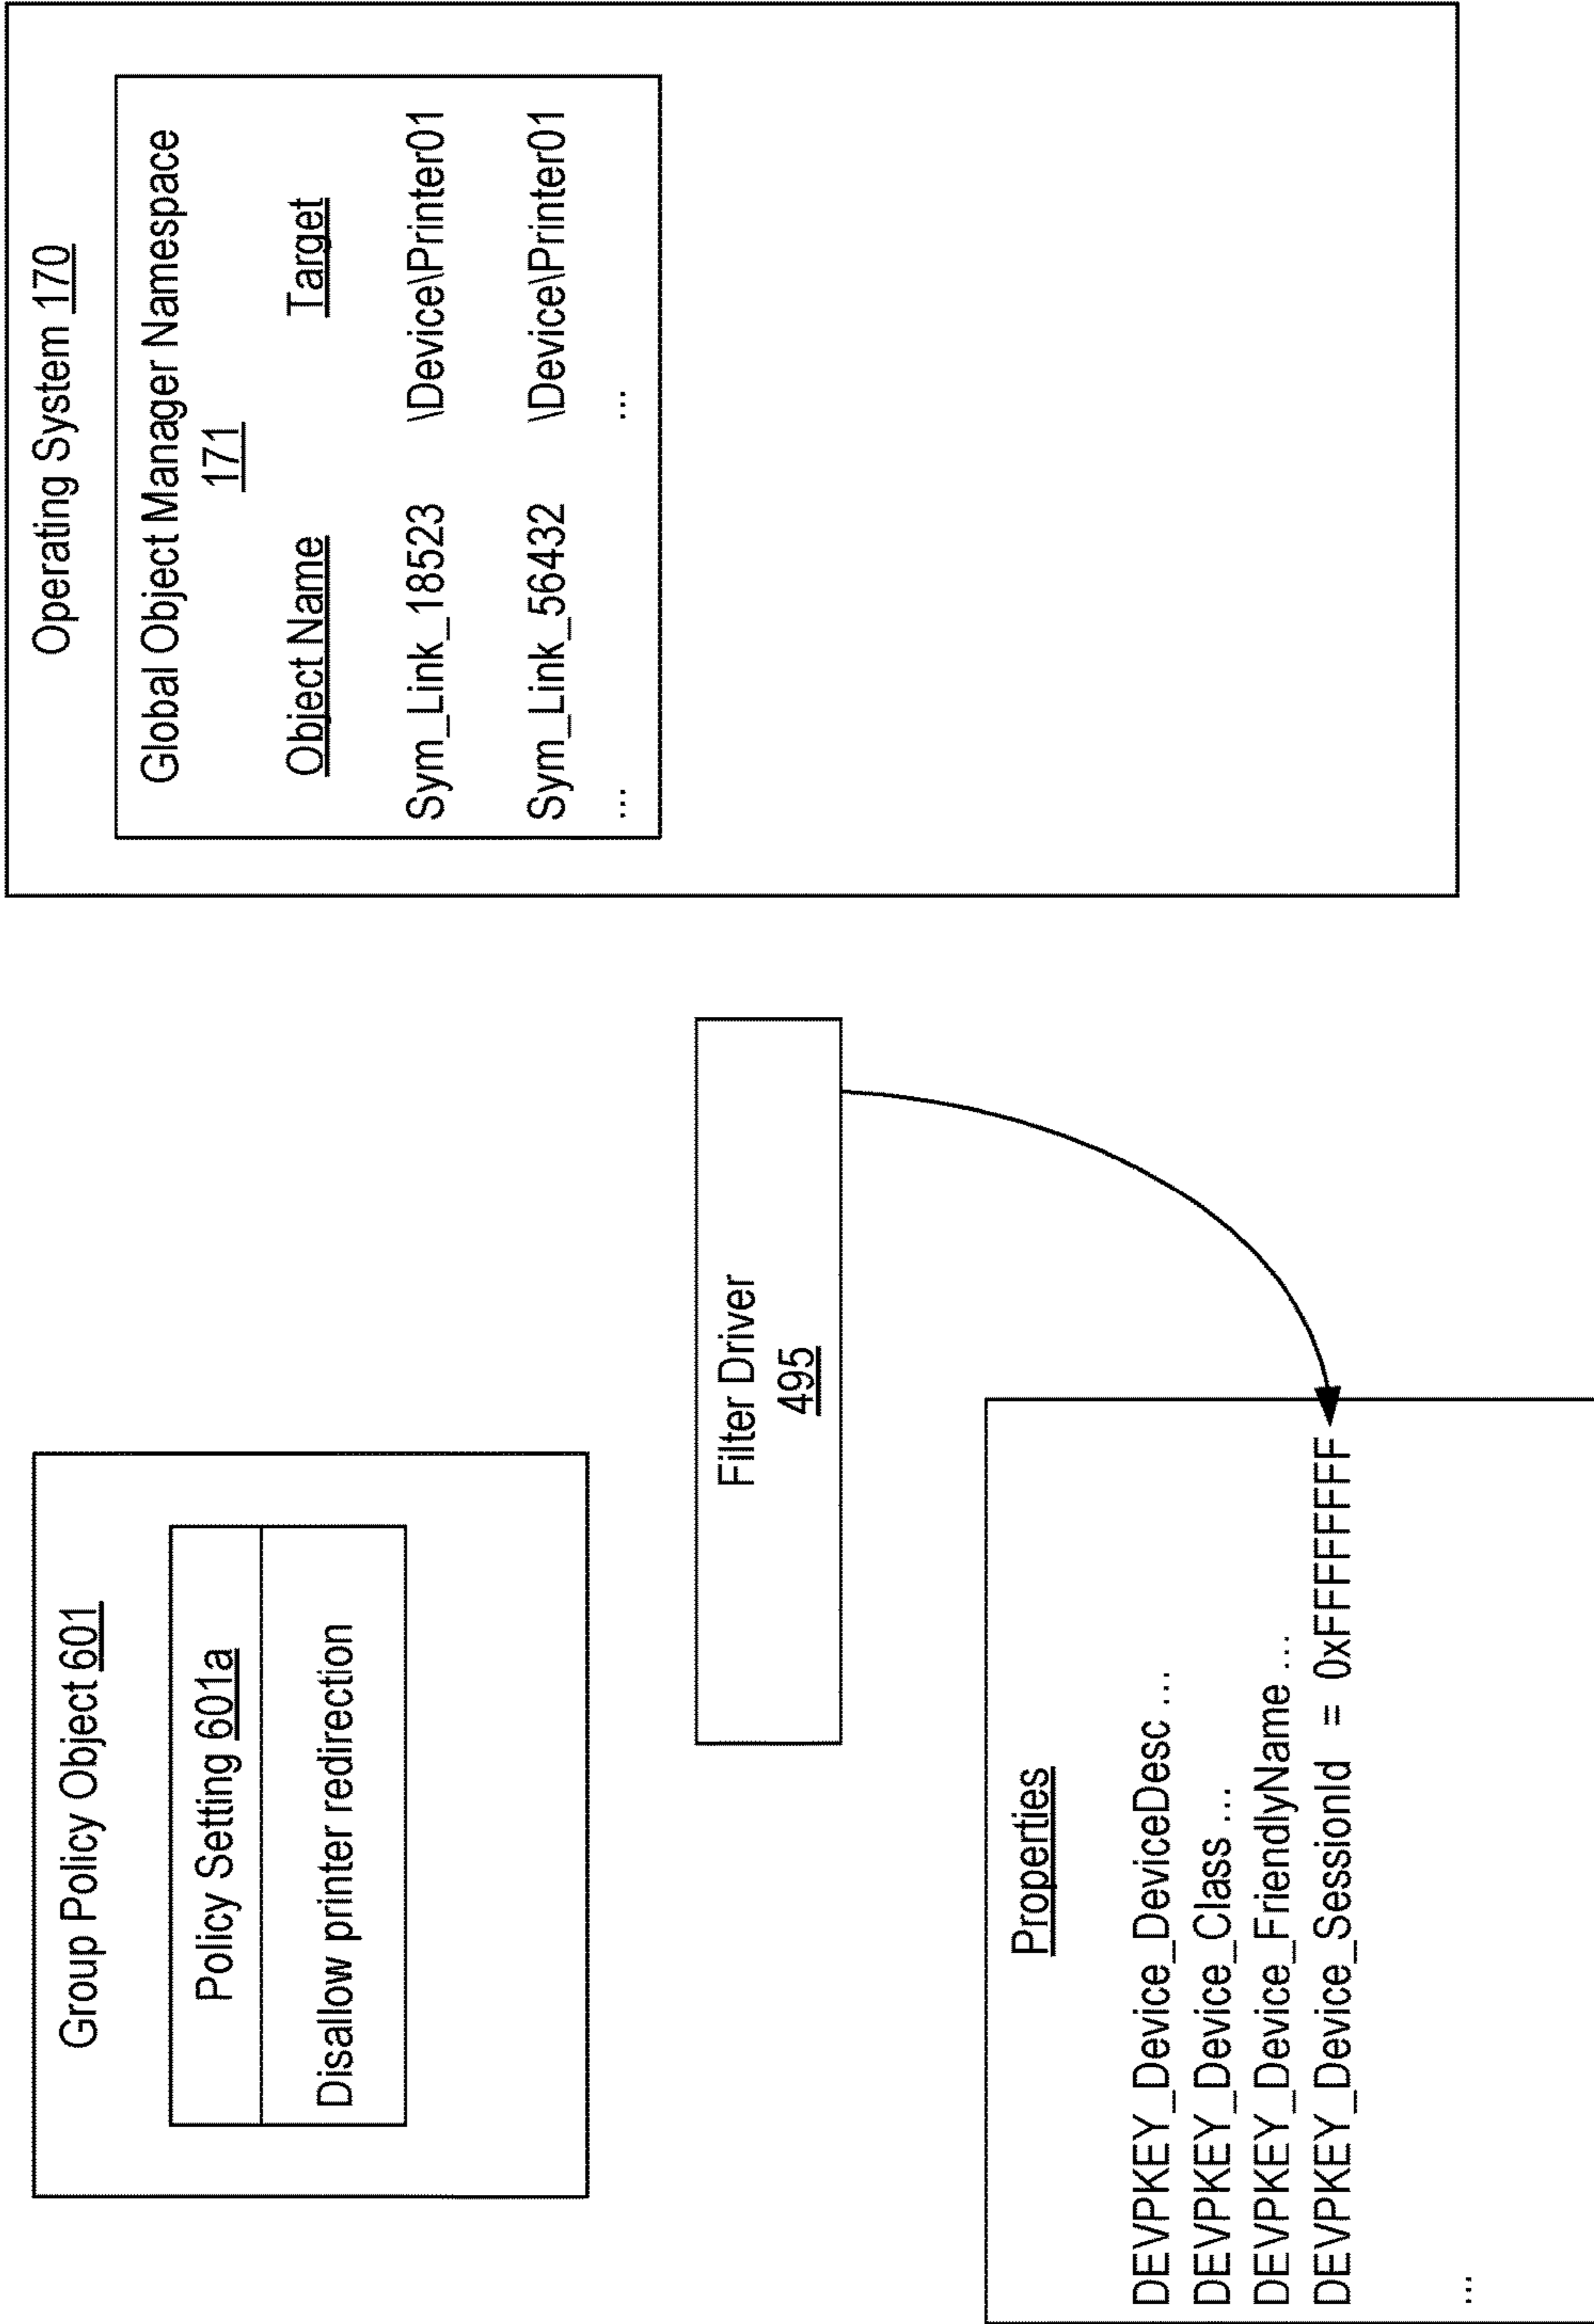 Group Policy Object 601
Policy Setting 601a
Disallow printer redirection
Operating System 170
Global Object Manager Namespace
171
Object Name Target
Sym_Link_18523 \Device\Printer01
Sym_Link_56432 \Device\Printer01
... ...
Filter Driver
495
Properties
DEVPKEY_Device_DeviceDesc ...
DEVPKEY_Device_Class ...
DEVPKEY_Device_FriendlyName ...
DEVPKEY_Device_SessionId = 0xFFFFFFFF
...